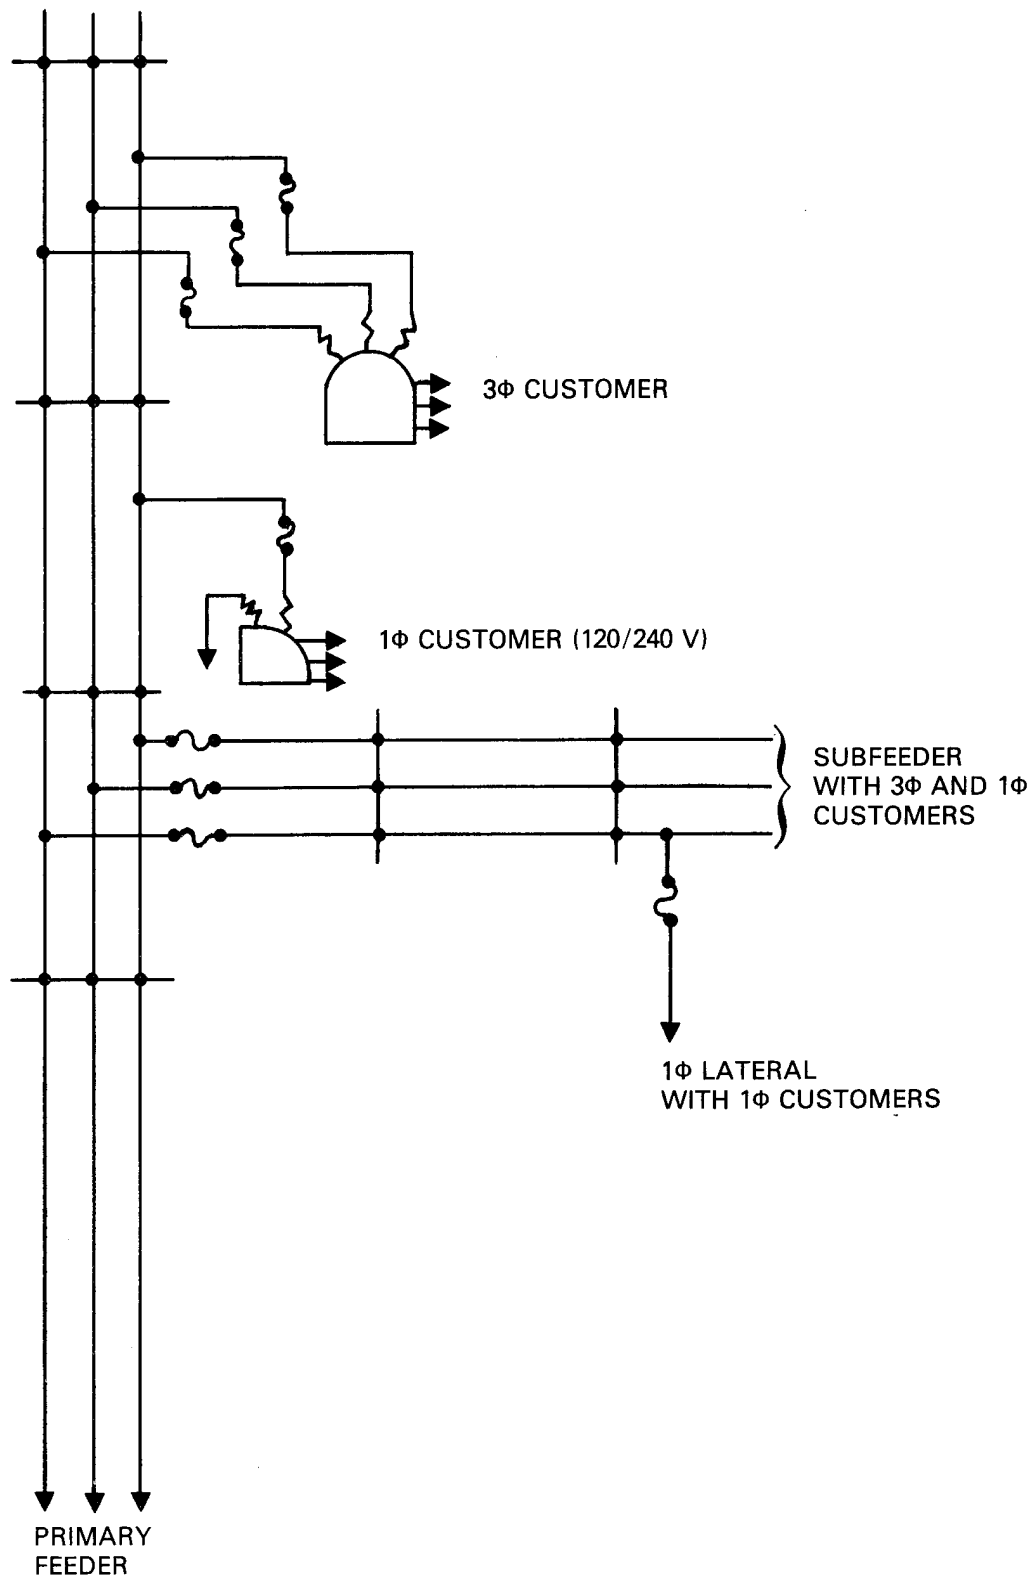 3Φ CUSTOMER
1Φ CUSTOMER (120/240 V)
SUBFEEDER
WITH 3Φ AND 1Φ
CUSTOMERS
1Φ LATERAL
WITH 1Φ CUSTOMERS
PRIMARY
FEEDER